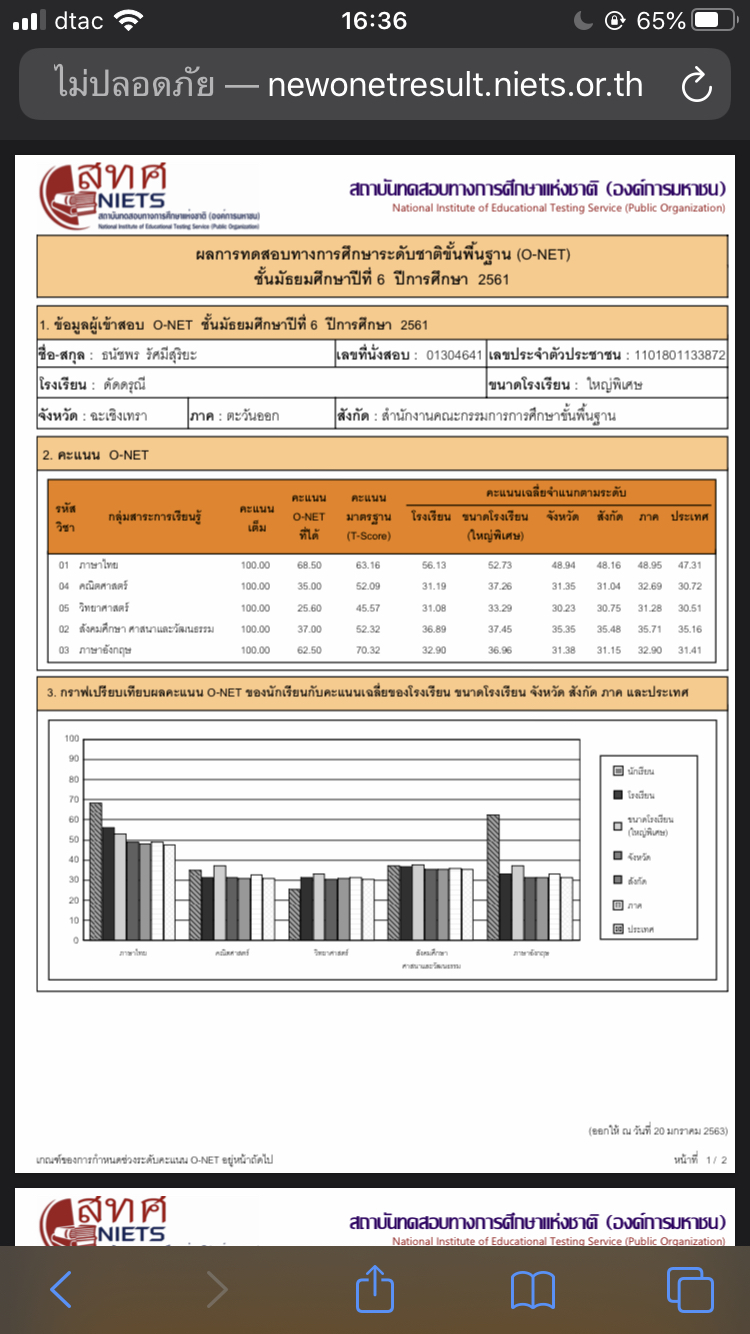 dtac 16:36 65%
ไม่ปลอดภัย — newonetresult.niets.or.th
สทศ
NIETS
สถาบันทดสอบทางการศึกษาแห่งชาติ (องค์การมหาชน)
National Institute of Educational Testing Service (Public Organization)
สถาบันทดสอบทางการศึกษาแห่งชาติ (องค์การมหาชน)
National Institute of Educational Testing Service (Public Organization)
ผลการทดสอบทางการศึกษาระดับชาติขั้นพื้นฐาน (O-NET)
ชั้นมัธยมศึกษาปีที่ 6 ปีการศึกษา 2561
1. ข้อมูลผู้เข้าสอบ O-NET ชั้นมัธยมศึกษาปีที่ 6 ปีการศึกษา 2561
ชื่อ-สกุล : ธนัชพร รัศมีสุริยะ เลขที่นั่งสอบ : 01304641 เลขประจำตัวประชาชน : 1101801133872
โรงเรียน : ดัดดรุณี ขนาดโรงเรียน : ใหญ่พิเศษ
จังหวัด : ฉะเชิงเทรา ภาค : ตะวันออก สังกัด : สำนักงานคณะกรรมการการศึกษาขั้นพื้นฐาน
2. คะแนน O-NET
รหัสวิชา กลุ่มสาระการเรียนรู้ คะแนนเต็ม คะแนน O-NET ที่ได้ คะแนนมาตรฐาน (T-Score) คะแนนเฉลี่ยจำแนกตามระดับ
โรงเรียน ขนาดโรงเรียน (ใหญ่พิเศษ) จังหวัด สังกัด ภาค ประเทศ
01 ภาษาไทย 100.00 68.50 63.16 56.13 52.73 48.94 48.16 48.95 47.31
04 คณิตศาสตร์ 100.00 35.00 52.09 31.19 37.26 31.35 31.04 32.69 30.72
05 วิทยาศาสตร์ 100.00 25.60 45.57 31.08 33.29 30.23 30.75 31.28 30.51
02 สังคมศึกษา ศาสนาและวัฒนธรรม 100.00 37.00 52.32 36.89 37.45 35.35 35.48 35.71 35.16
03 ภาษาอังกฤษ 100.00 62.50 70.32 32.90 36.96 31.38 31.15 32.90 31.41
3. กราฟเปรียบเทียบผลคะแนน O-NET ของนักเรียนกับคะแนนเฉลี่ยของโรงเรียน ขนาดโรงเรียน จังหวัด สังกัด ภาค และประเทศ
100
90
80
70
60
50
40
30
20
10
0
ภาษาไทย คณิตศาสตร์ วิทยาศาสตร์ สังคมศึกษา ภาษาอังกฤษ
ศาสนาและวัฒนธรรม
นักเรียน
โรงเรียน
ขนาดโรงเรียน
(ใหญ่พิเศษ)
จังหวัด
สังกัด
ภาค
ประเทศ
(ออกให้ ณ วันที่ 20 มกราคม 2563)
เกณฑ์ของการกำหนดช่วงระดับคะแนน O-NET อยู่หน้าถัดไป หน้าที่ 1 / 2
สทศ
NIETS
สถาบันทดสอบทางการศึกษาแห่งชาติ (องค์การมหาชน)
National Institute of Educational Testing Service (Public Organization)